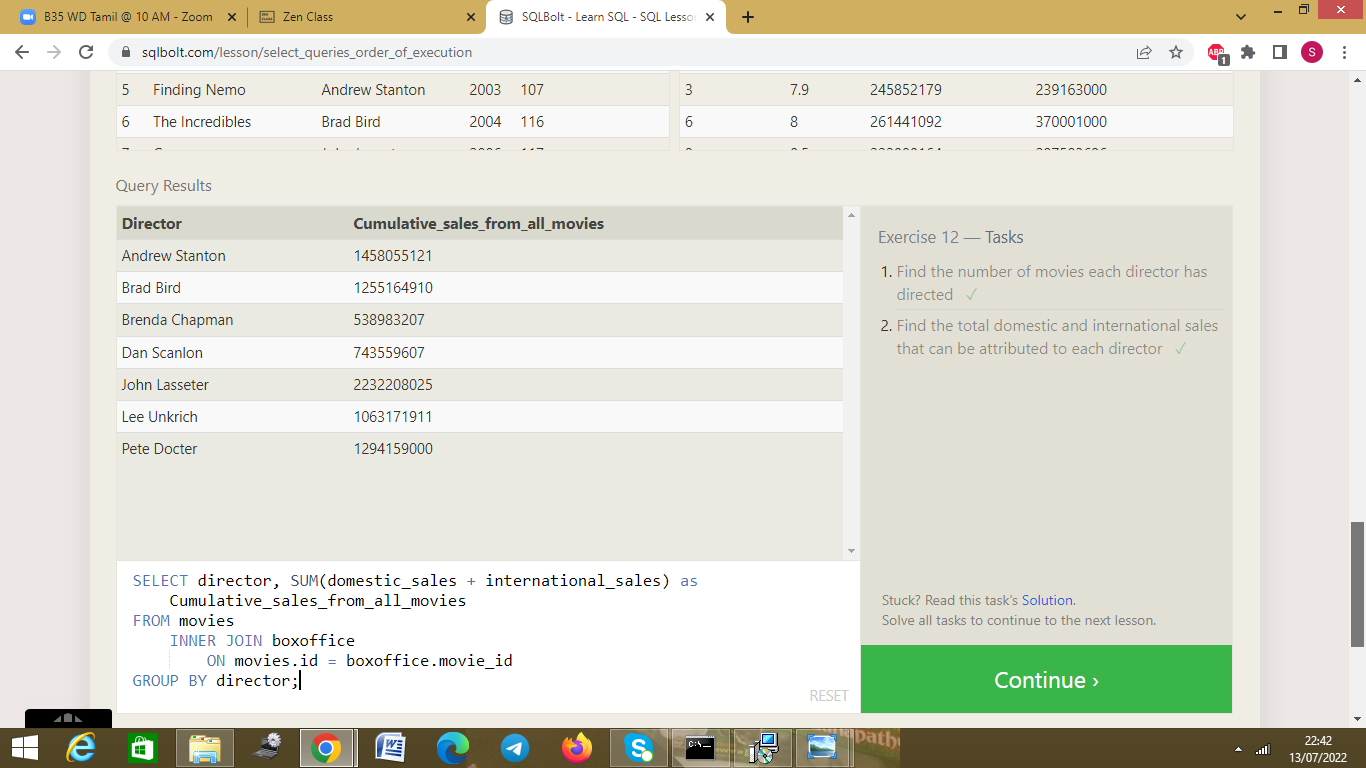 B35 WD Tamil @ 10 AM - Zoom
Zen Class
SQLBolt - Learn SQL - SQL Lesso
sqlbolt.com/lesson/select_queries_order_of_execution
ABP
1
S
5 Finding Nemo Andrew Stanton 2003 107
3 7.9 245852179 239163000
6 The Incredibles Brad Bird 2004 116
6 8 261441092 370001000
Query Results
Director Cumulative_sales_from_all_movies
Andrew Stanton 1458055121
Brad Bird 1255164910
Brenda Chapman 538983207
Dan Scanlon 743559607
John Lasseter 2232208025
Lee Unkrich 1063171911
Pete Docter 1294159000
Exercise 12 — Tasks
1. Find the number of movies each director has
directed ✓
2. Find the total domestic and international sales
that can be attributed to each director ✓
SELECT director, SUM(domestic_sales + international_sales) as
Cumulative_sales_from_all_movies
FROM movies
INNER JOIN boxoffice
ON movies.id = boxoffice.movie_id
GROUP BY director;
RESET
Stuck? Read this task's Solution.
Solve all tasks to continue to the next lesson.
Continue ›
22:42
13/07/2022